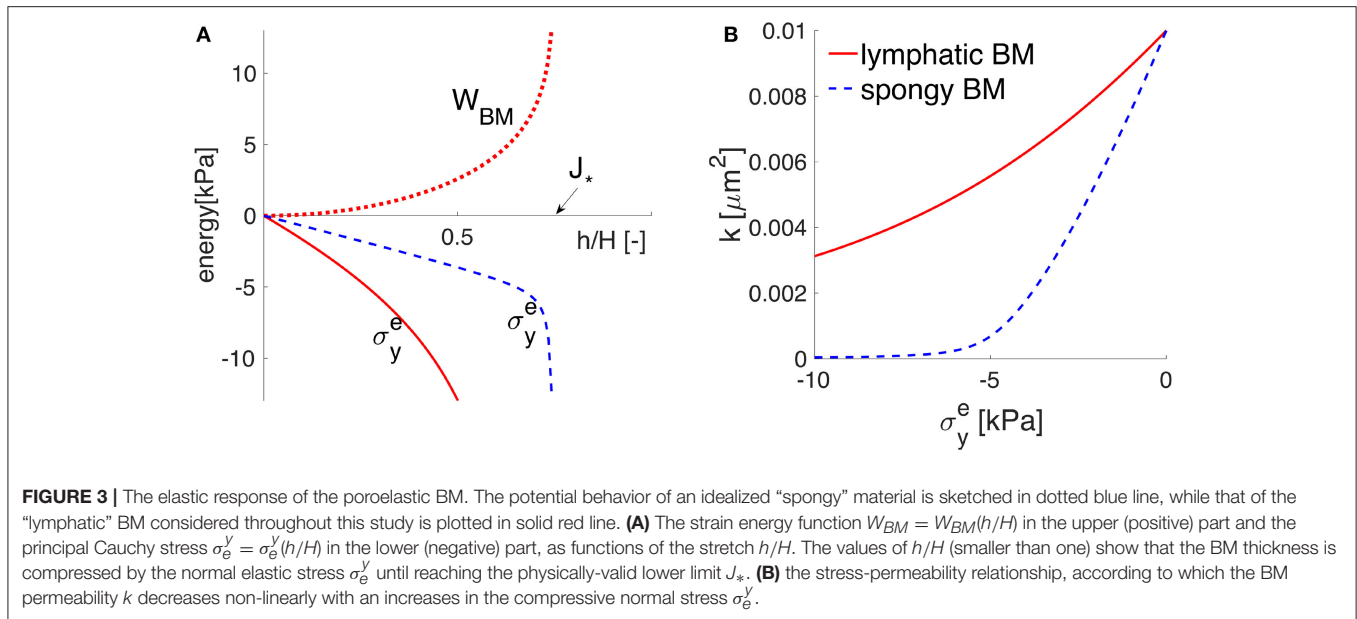 A
10
5
0
-5
-10
energy[kPa]
W_BM
J_*
0.5
h/H [-]
σ_y^e
σ_y^e
B
lymphatic BM
spongy BM
0.01
0.008
0.006
0.004
0.002
0
k [μm²]
-10
-5
0
σ_y^e [kPa]
FIGURE 3 | The elastic response of the poroelastic BM. The potential behavior of an idealized “spongy” material is sketched in dotted blue line, while that of the
“lymphatic” BM considered throughout this study is plotted in solid red line. (A) The strain energy function W_BM = W_BM(h/H) in the upper (positive) part and the
principal Cauchy stress σ_e^y = σ_e^y(h/H) in the lower (negative) part, as functions of the stretch h/H. The values of h/H (smaller than one) show that the BM thickness is
compressed by the normal elastic stress σ_e^y until reaching the physically-valid lower limit J_*. (B) the stress-permeability relationship, according to which the BM
permeability k decreases non-linearly with an increases in the compressive normal stress σ_e^y.